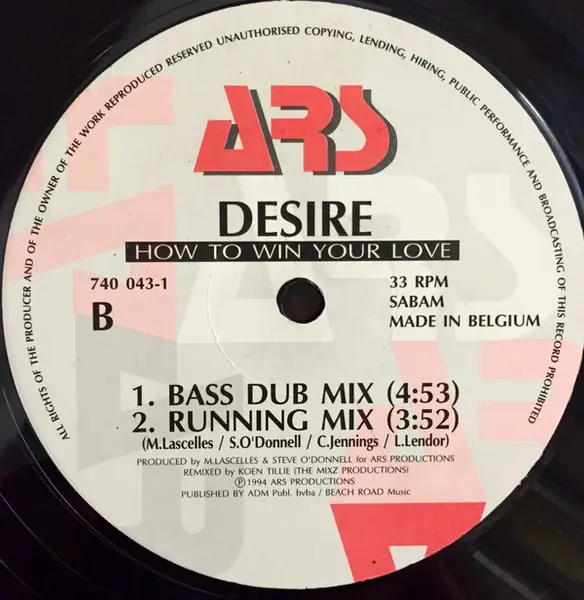 ALL RIGHTS OF THE PRODUCER AND OF THE OWNER OF THE WORK REPRODUCED RESERVED UNAUTHORISED COPYING, LENDING, HIRING, PUBLIC PERFORMANCE AND BROADCASTING OF THIS RECORD PROHIBITED
ARS
DESIRE
HOW TO WIN YOUR LOVE
740 043-1
B
33 RPM
SABAM
MADE IN BELGIUM
1. BASS DUB MIX (4:53)
2. RUNNING MIX (3:52)
(M.Lascelles / S.O'Donnell / C.Jennings / L.Lendor)
PRODUCED by M.LASCELLES & STEVE O'DONNELL for ARS PRODUCTIONS
REMIXED by KOEN TILLIE (THE MIXZ PRODUCTIONS)
Ⓟ1994 ARS PRODUCTIONS
PUBLISHED BY ADM Publ. bvba / BEACH ROAD Music